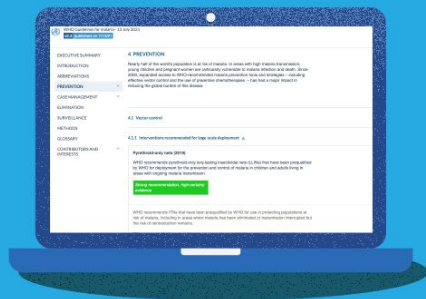 WHO Guidelines for malaria - 13 July 2021
EXECUTIVE SUMMARY
INTRODUCTION
ABBREVIATIONS
PREVENTION
CASE MANAGEMENT
ELIMINATION
SURVEILLANCE
METHODS
GLOSSARY
CONTRIBUTORS AND
INTERESTS
4 PREVENTION
Nearly half of the world's population is at risk of malaria. In areas with high malaria transmission,
young children and pregnant women are particularly vulnerable to malaria infection and death. Since
2000, expanded access to WHO-recommended malaria prevention tools and strategies – including
effective vector control and the use of preventive chemotherapies – has had a major impact in
reducing the global burden of this disease.
4.1 Vector control
4.1.1 Interventions recommended for large scale deployment
Pyrethroid-only nets (2019)
WHO recommends pyrethroid-only long-lasting insecticidal nets (LLINs) that have been prequalified
by WHO for deployment for the prevention and control of malaria in children and adults living in
areas with ongoing malaria transmission.
Strong recommendation, high-certainty
evidence
WHO recommends ITNs that have been prequalified by WHO for use in protecting populations at
risk of malaria, including in areas where malaria has been eliminated or transmission interrupted but
the risk of reintroduction remains.